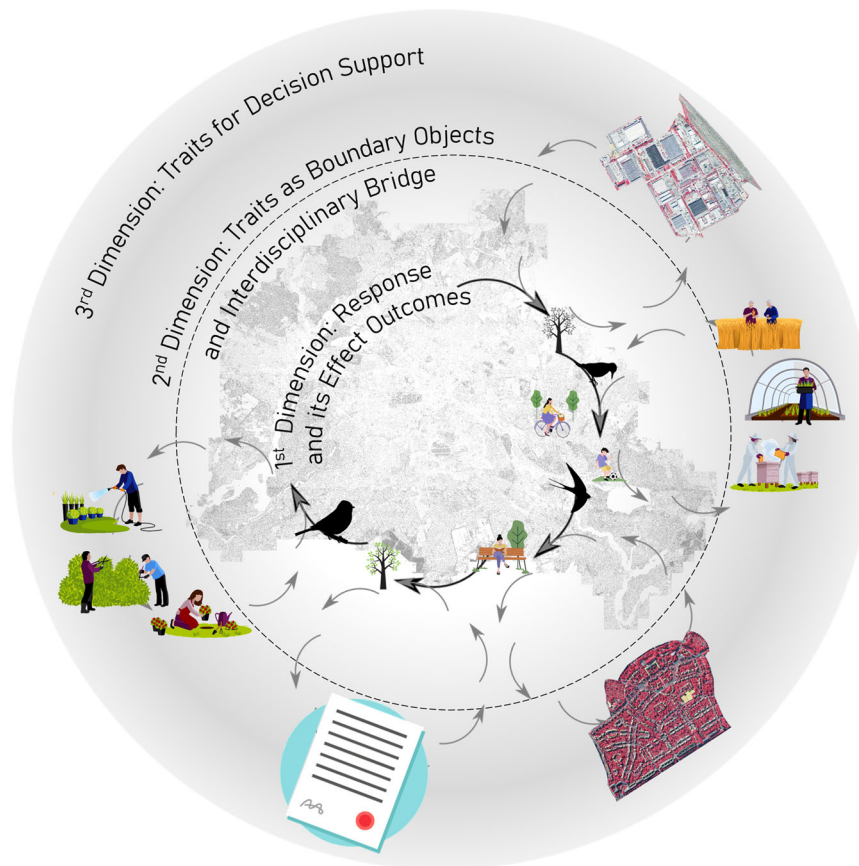 3rd Dimension: Traits for Decision Support
2nd Dimension: Traits as Boundary Objects
and Interdisciplinary Bridge
1st Dimension: Response
and its Effect Outcomes